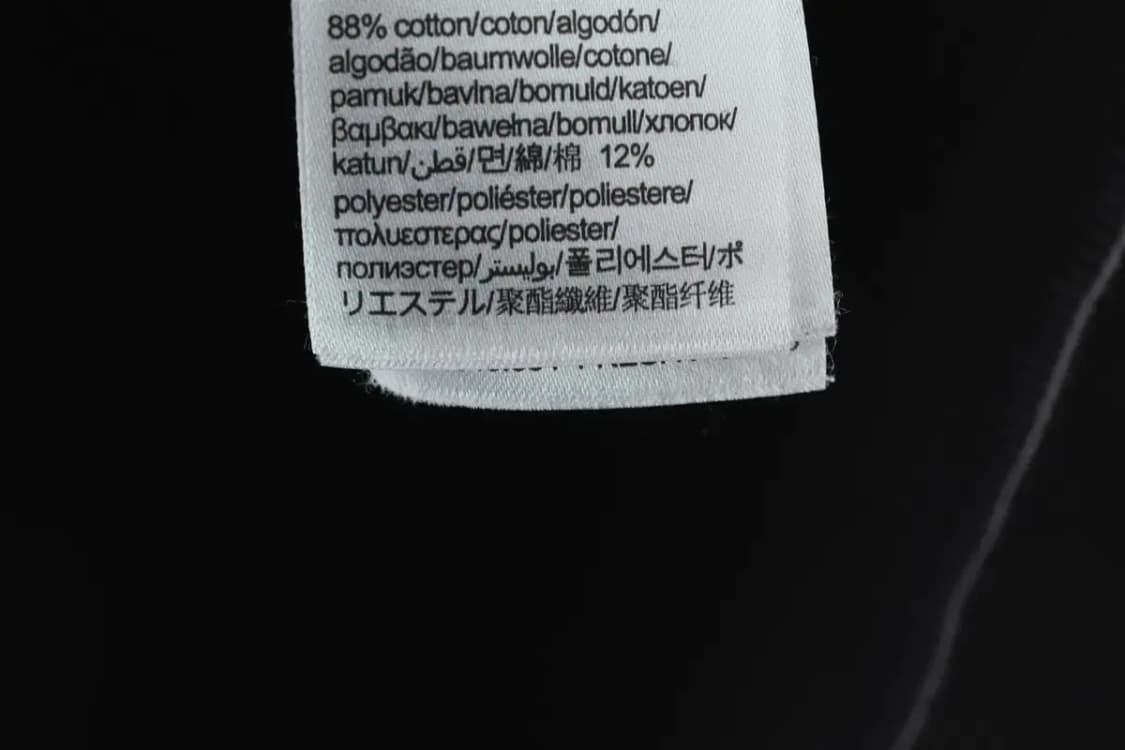 88% cotton/coton/algodón/
algodão/baumwolle/cotone/
pamuk/bavlna/bomuld/katoen/
βαμβακι/bawełna/bomull/хлопок/
katun/قطن/면/綿/棉 12%
polyester/poliéster/poliestere/
πολυεστερας/poliester/
полиэстер/بوليستر/폴리에스터/ポ
リエステル/聚酯纖維/聚酯纤维